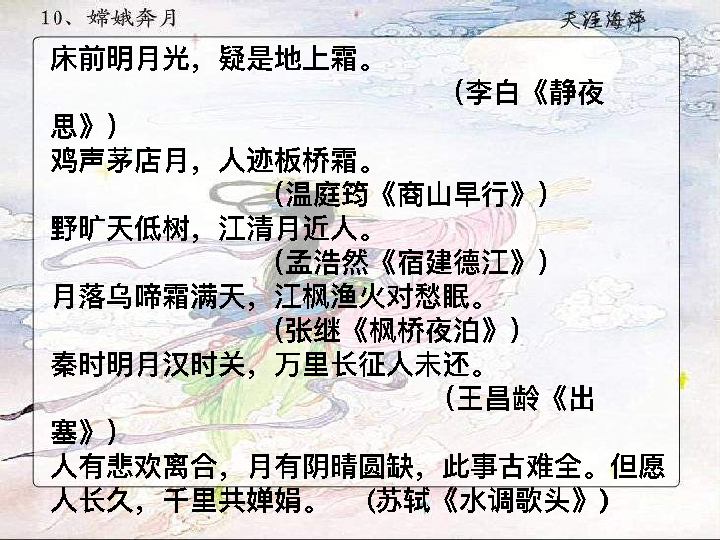 10、嫦娥奔月
天涯海萍
床前明月光，疑是地上霜。
（李白《静夜
思》）
鸡声茅店月，人迹板桥霜。
（温庭筠《商山早行》）
野旷天低树，江清月近人。
（孟浩然《宿建德江》）
月落乌啼霜满天，江枫渔火对愁眠。
（张继《枫桥夜泊》）
秦时明月汉时关，万里长征人未还。
（王昌龄《出
塞》）
人有悲欢离合，月有阴晴圆缺，此事古难全。但愿
人长久，千里共婵娟。 （苏轼《水调歌头》）